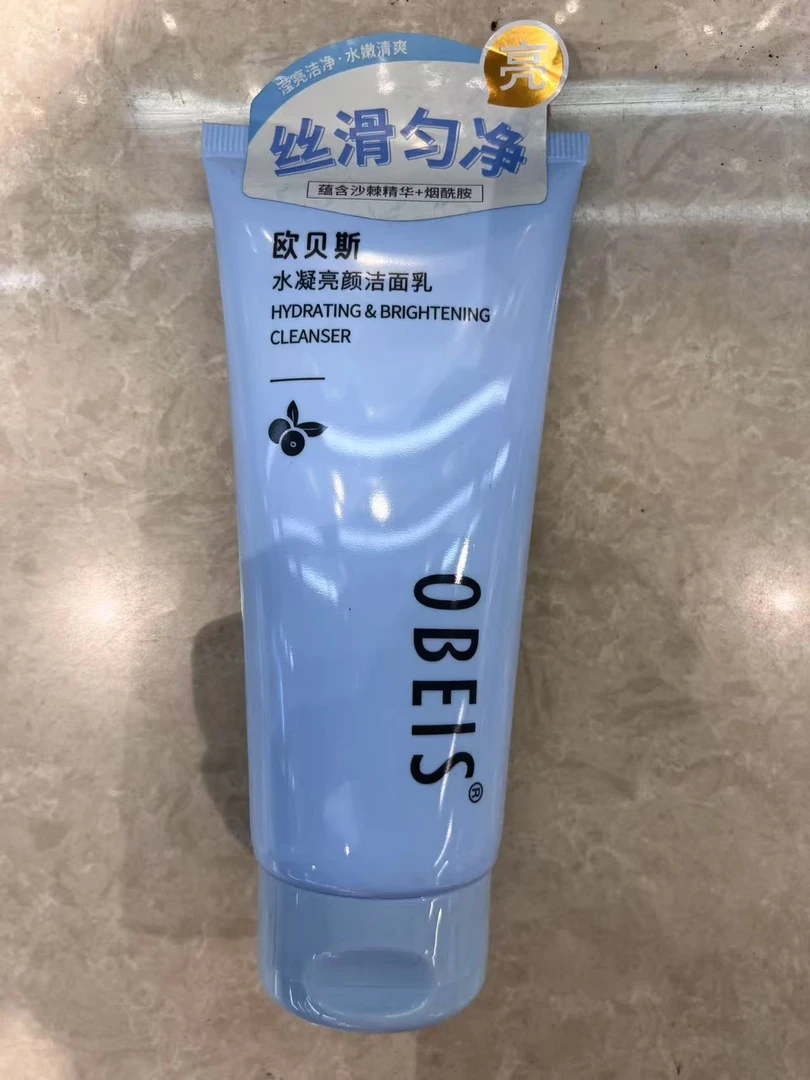 滢亮洁净·水嫩清爽
亮
丝滑匀净
蕴含沙棘精华+烟酰胺
欧贝斯
水凝亮颜洁面乳
HYDRATING & BRIGHTENING
CLEANSER
OBEIS®